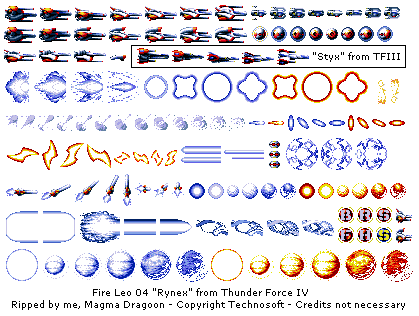 "Styx" from TFIII
Fire Leo 04 "Rynex" from Thunder Force IV
Ripped by me, Magma Dragoon - Copyright Technosoft - Credits not necessary